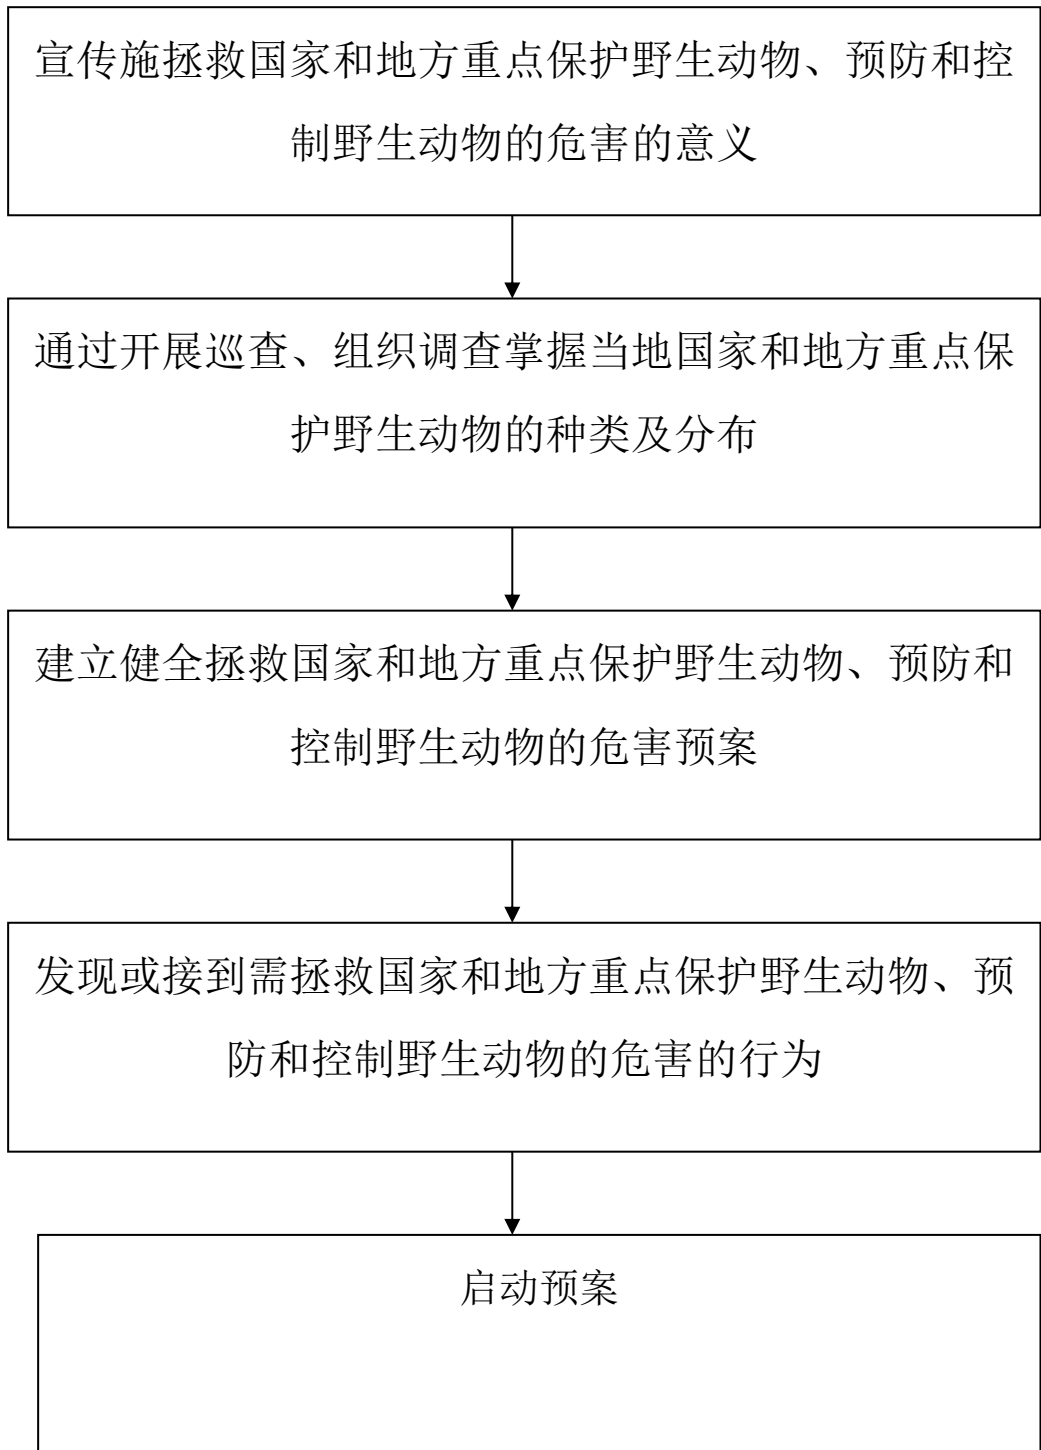 宣传施拯救国家和地方重点保护野生动物、预防和控
制野生动物的危害的意义
通过开展巡查、组织调查掌握当地国家和地方重点保
护野生动物的种类及分布
建立健全拯救国家和地方重点保护野生动物、预防和
控制野生动物的危害预案
发现或接到需拯救国家和地方重点保护野生动物、预
防和控制野生动物的危害的行为
启动预案